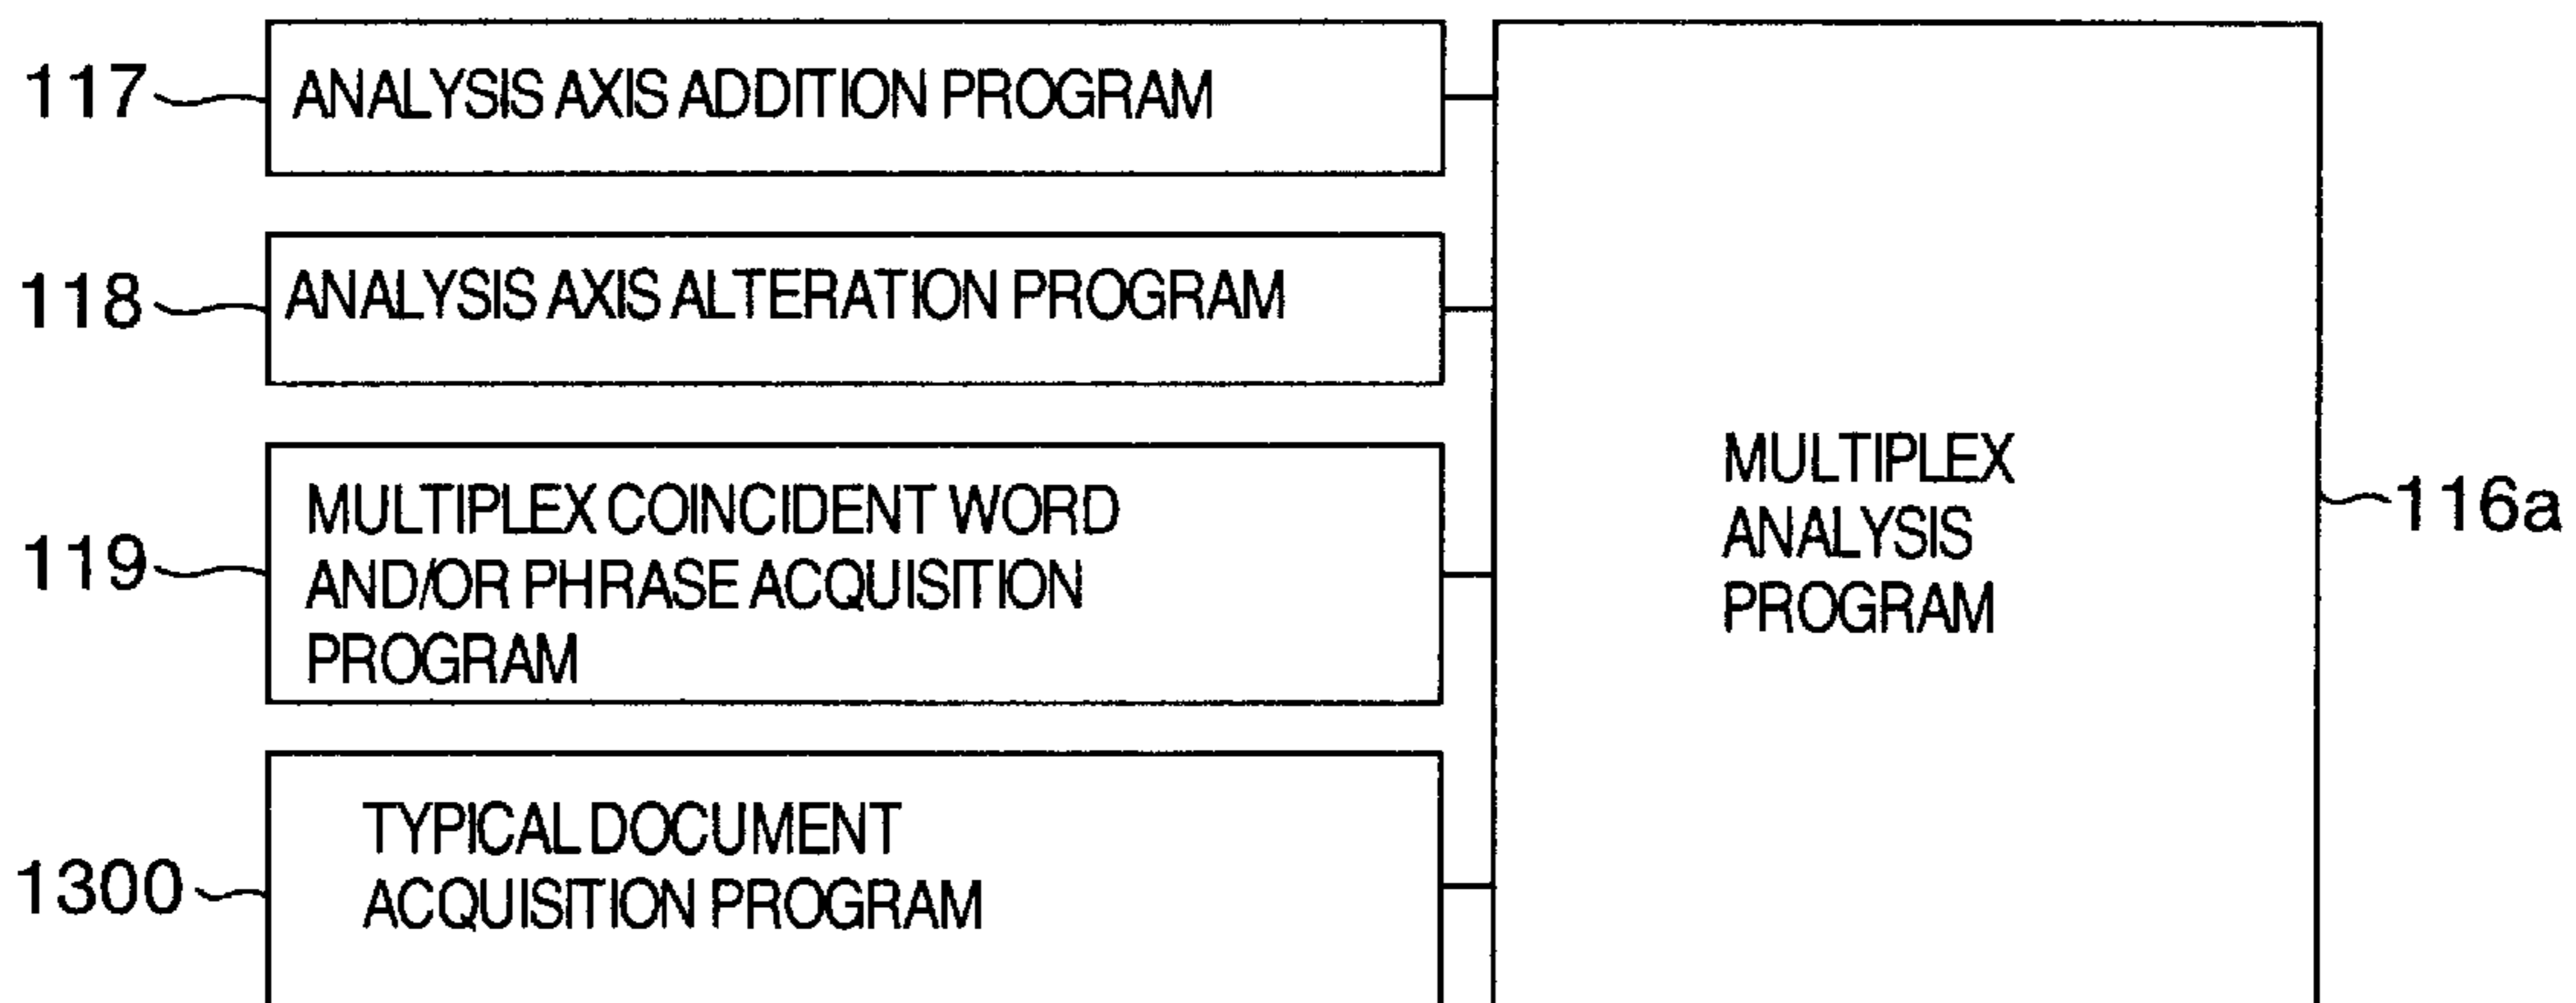 117
ANALYSIS AXIS ADDITION PROGRAM
118
ANALYSIS AXIS ALTERATION PROGRAM
119
MULTIPLEX COINCIDENT WORD
AND/OR PHRASE ACQUISITION
PROGRAM
1300
TYPICAL DOCUMENT
ACQUISITION PROGRAM
MULTIPLEX
ANALYSIS
PROGRAM
116a